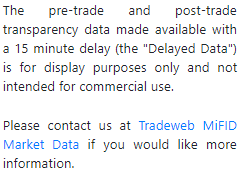 The pre-trade and post-trade
transparency data made available with
a 15 minute delay (the "Delayed Data")
is for display purposes only and not
intended for commercial use.
Please contact us at Tradeweb MiFID
Market Data if you would like more
information.